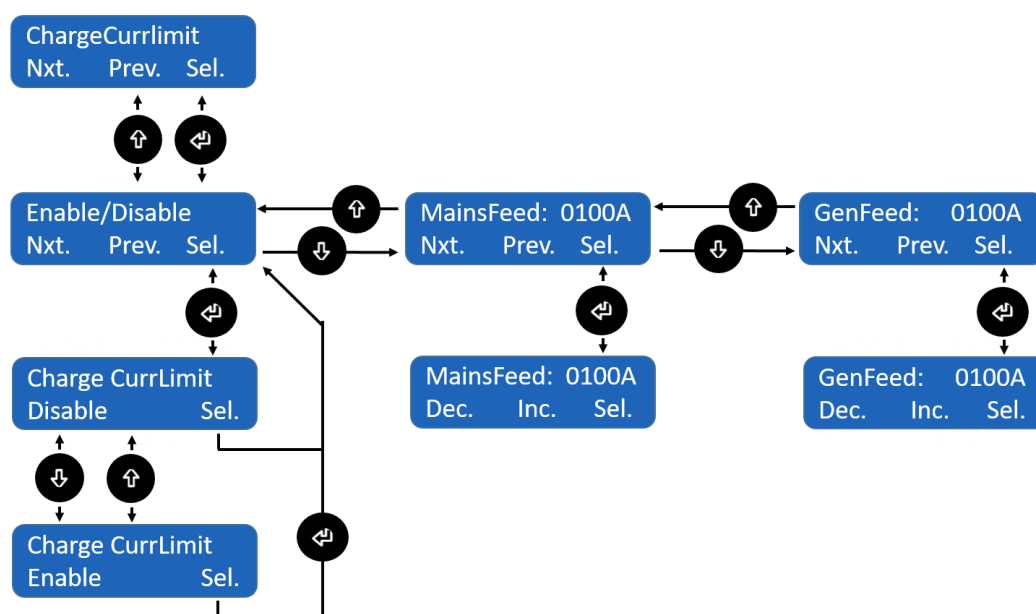 ChargeCurrlimit
Nxt. Prev. Sel.
Enable/Disable
Nxt. Prev. Sel.
MainsFeed: 0100A
Nxt. Prev. Sel.
GenFeed: 0100A
Nxt. Prev. Sel.
Charge CurrLimit
Disable Sel.
MainsFeed: 0100A
Dec. Inc. Sel.
GenFeed: 0100A
Dec. Inc. Sel.
Charge CurrLimit
Enable Sel.